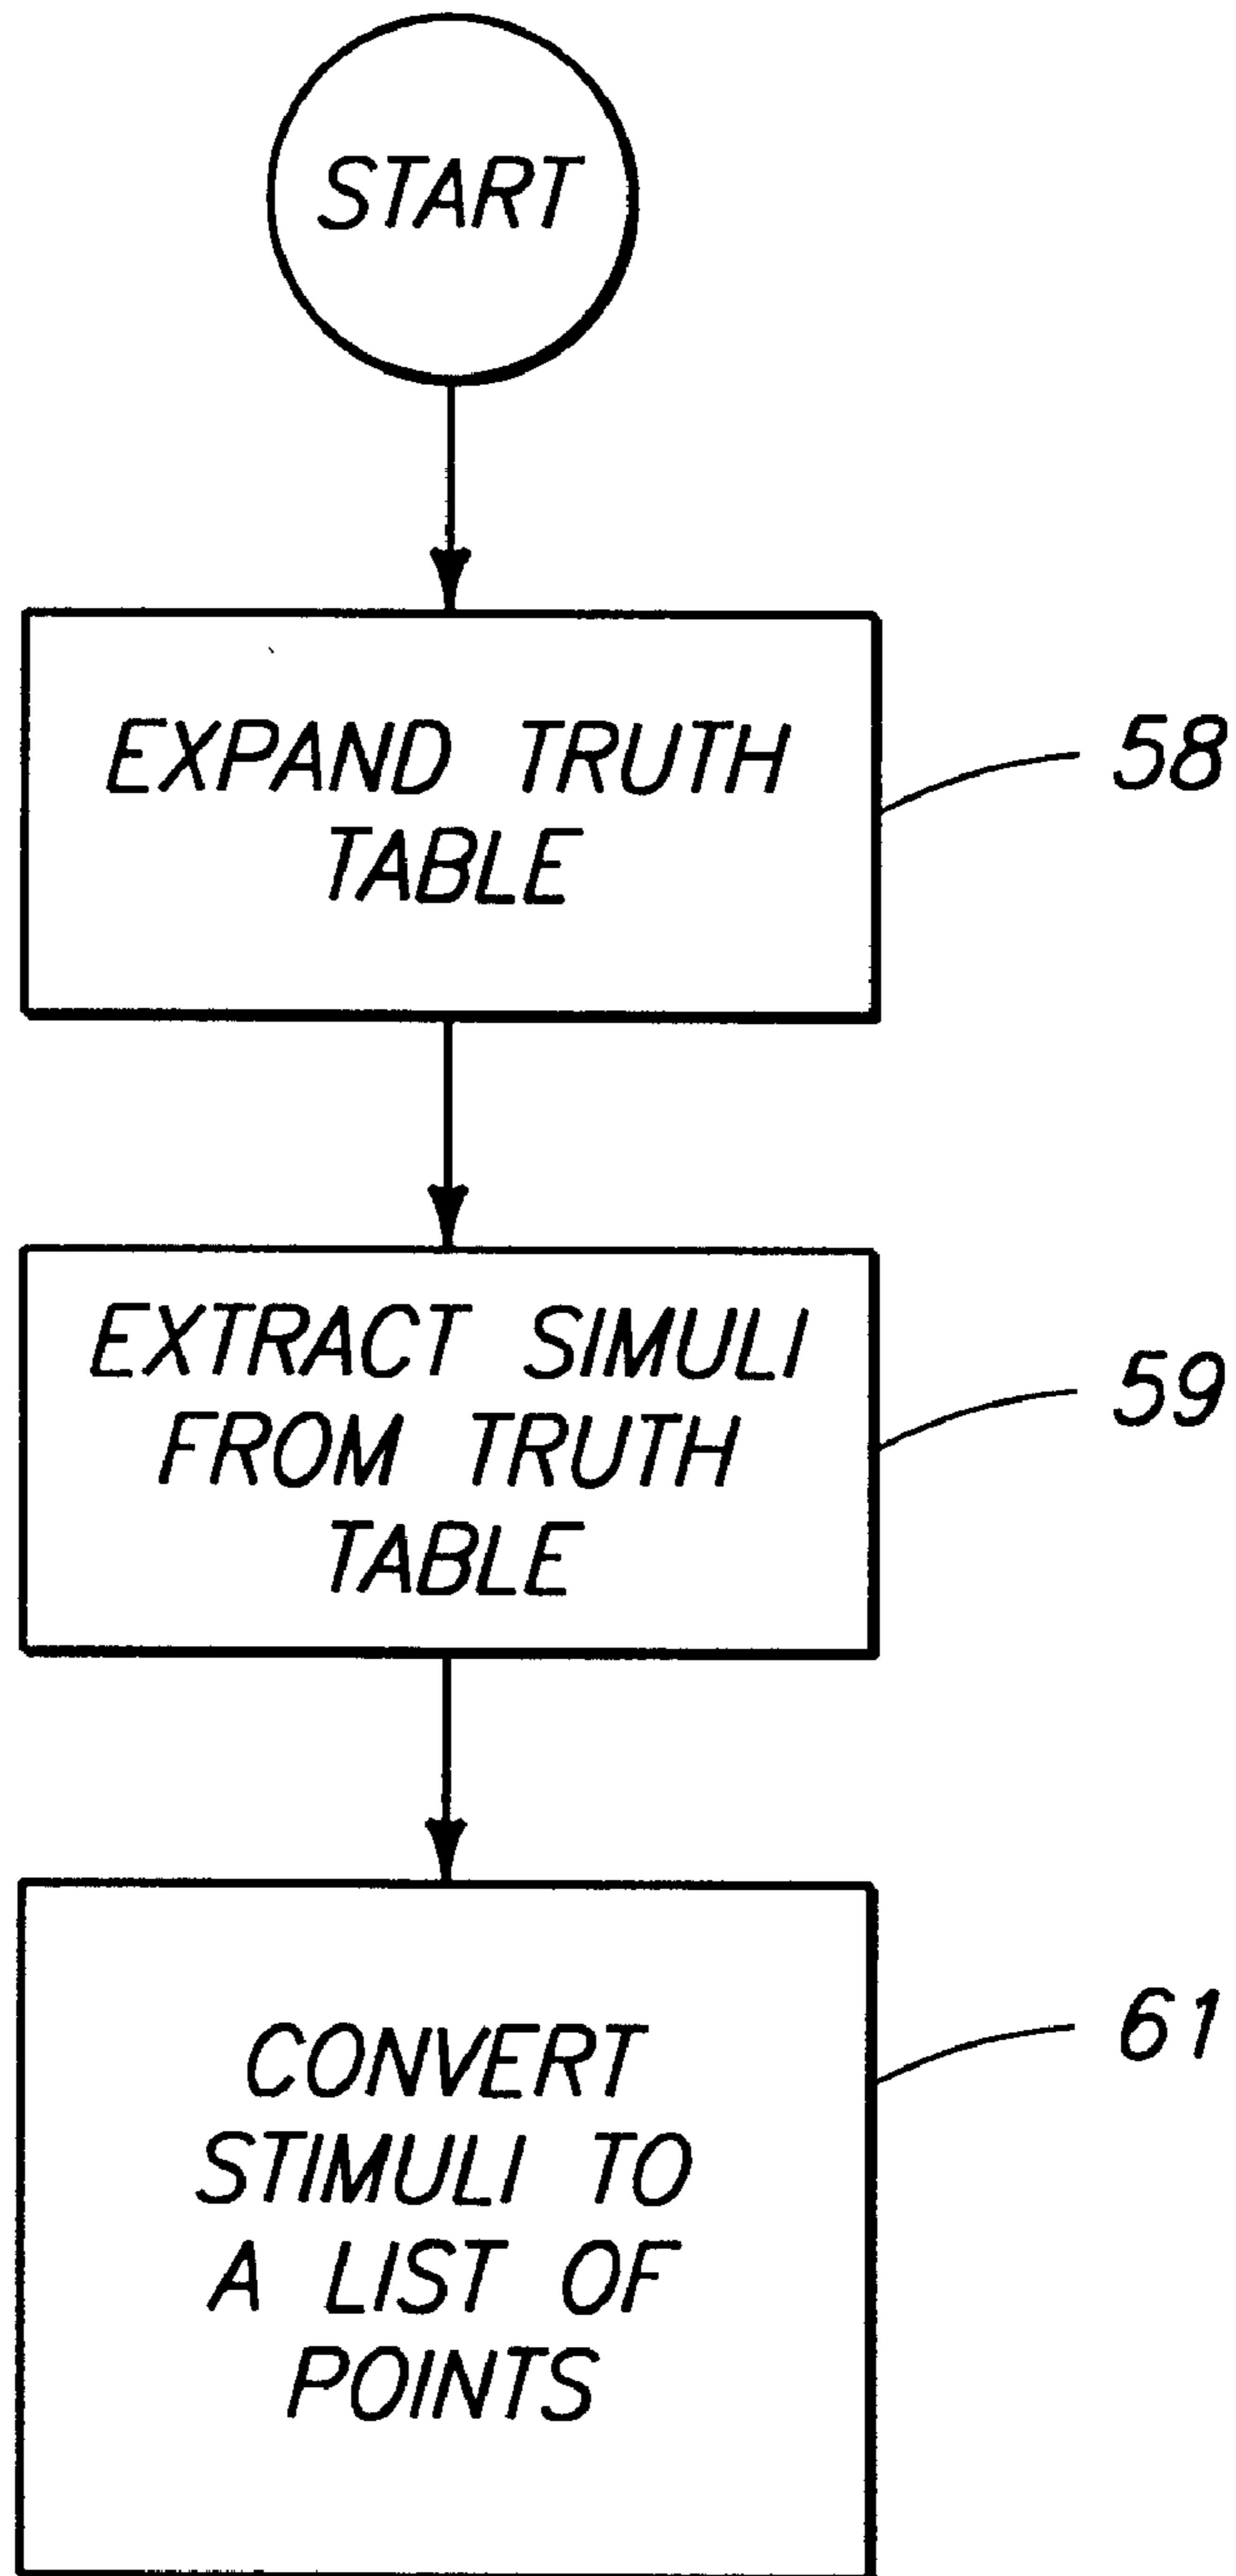 START
EXPAND TRUTH
TABLE
58
EXTRACT SIMULI
FROM TRUTH
TABLE
59
CONVERT
STIMULI TO
A LIST OF
POINTS
61